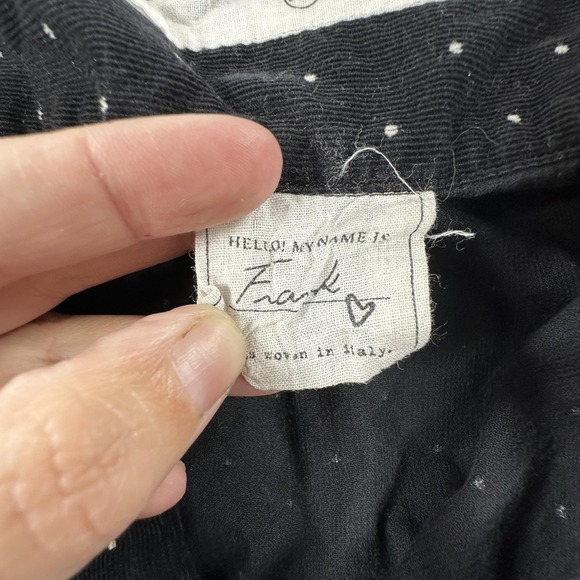 HELLO! MY NAME Is
Frank
woven in italy.